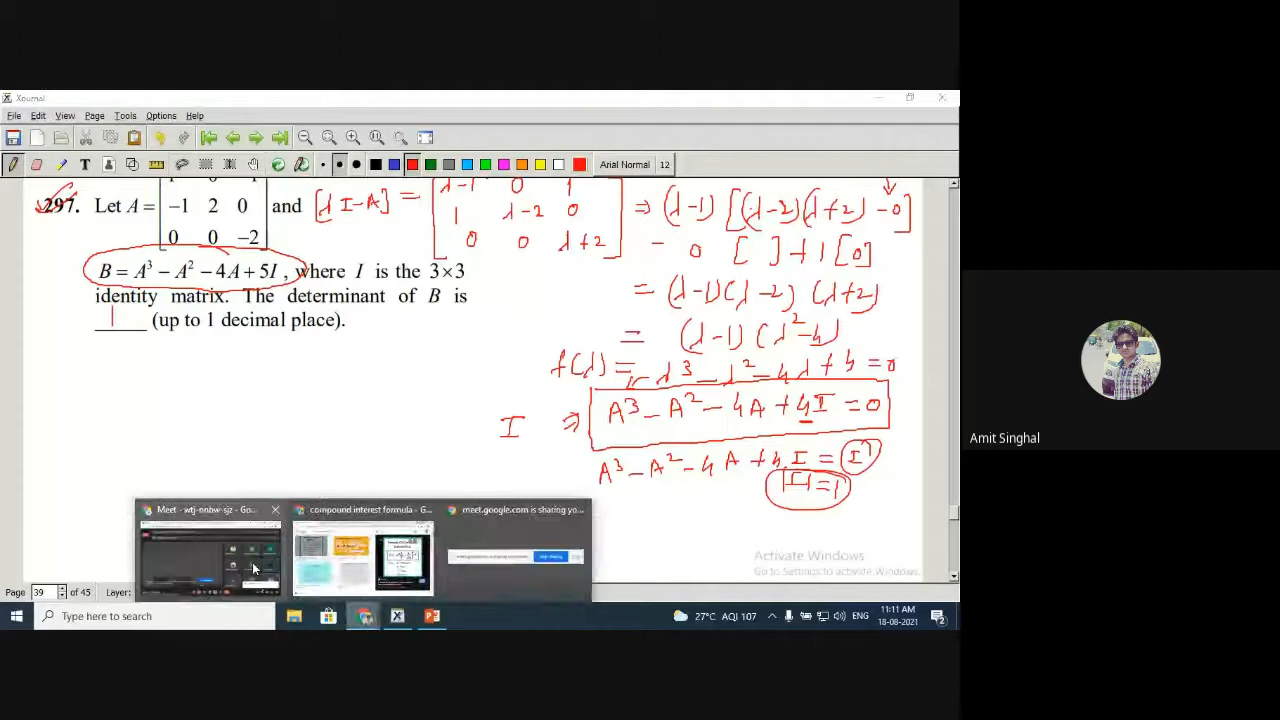 Xournal
File Edit View Page Tools Options Help
Arial Normal 12
297. Let A = [ −1 2 0 ] and
0 0 −2
B = A³ − A² − 4A + 5I , where I is the 3×3
identity matrix. The determinant of B is
1 (up to 1 decimal place).
[λI-A] =
λ-1 0 1
1 λ-2 0
0 0 λ+2
⇒ (λ-1) [(λ-2)(λ+2) -0]
- 0 [ ] + 1 [0]
= (λ-1)(λ-2) (λ+2)
= (λ-1) (λ²-4)
f(λ) = λ³ - λ² - 4λ + 4 = 0
I ⇒ A³ - A² - 4A + 4I = 0
A³ - A² - 4A + 4I = I
|I| = 1
Meet - wtj-nnbw-sjz - Go...
compound interest formula - G...
meet.google.com is sharing yo...
Activate Windows
Go to Settings to activate Windows.
Page 39 of 45 Layer:
Type here to search
27°C AQI 107
ENG
11:11 AM
18-08-2021
2
Amit Singhal